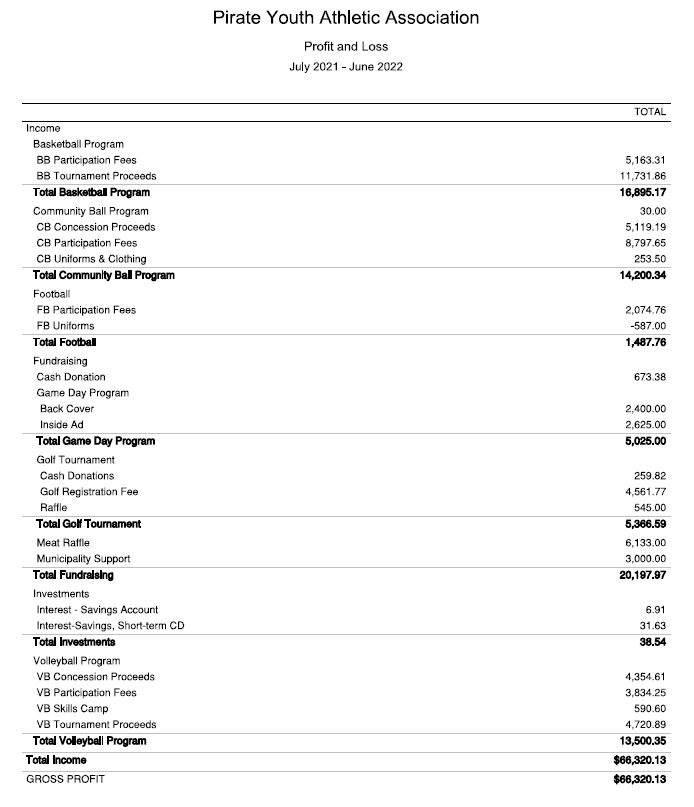 Pirate Youth Athletic Association
Profit and Loss
July 2021 - June 2022
TOTAL
Income
Basketball Program
BB Participation Fees 5,163.31
BB Tournament Proceeds 11,731.86
Total Basketball Program 16,895.17
Community Ball Program 30.00
CB Concession Proceeds 5,119.19
CB Participation Fees 8,797.65
CB Uniforms & Clothing 253.50
Total Community Ball Program 14,200.34
Football
FB Participation Fees 2,074.76
FB Uniforms -587.00
Total Football 1,487.76
Fundraising
Cash Donation 673.38
Game Day Program
Back Cover 2,400.00
Inside Ad 2,625.00
Total Game Day Program 5,025.00
Golf Tournament
Cash Donations 259.82
Golf Registration Fee 4,561.77
Raffle 545.00
Total Golf Tournament 5,366.59
Meat Raffle 6,133.00
Municipality Support 3,000.00
Total Fundraising 20,197.97
Investments
Interest - Savings Account 6.91
Interest-Savings, Short-term CD 31.63
Total Investments 38.54
Volleyball Program
VB Concession Proceeds 4,354.61
VB Participation Fees 3,834.25
VB Skills Camp 590.60
VB Tournament Proceeds 4,720.89
Total Volleyball Program 13,500.35
Total Income $66,320.13
GROSS PROFIT $66,320.13